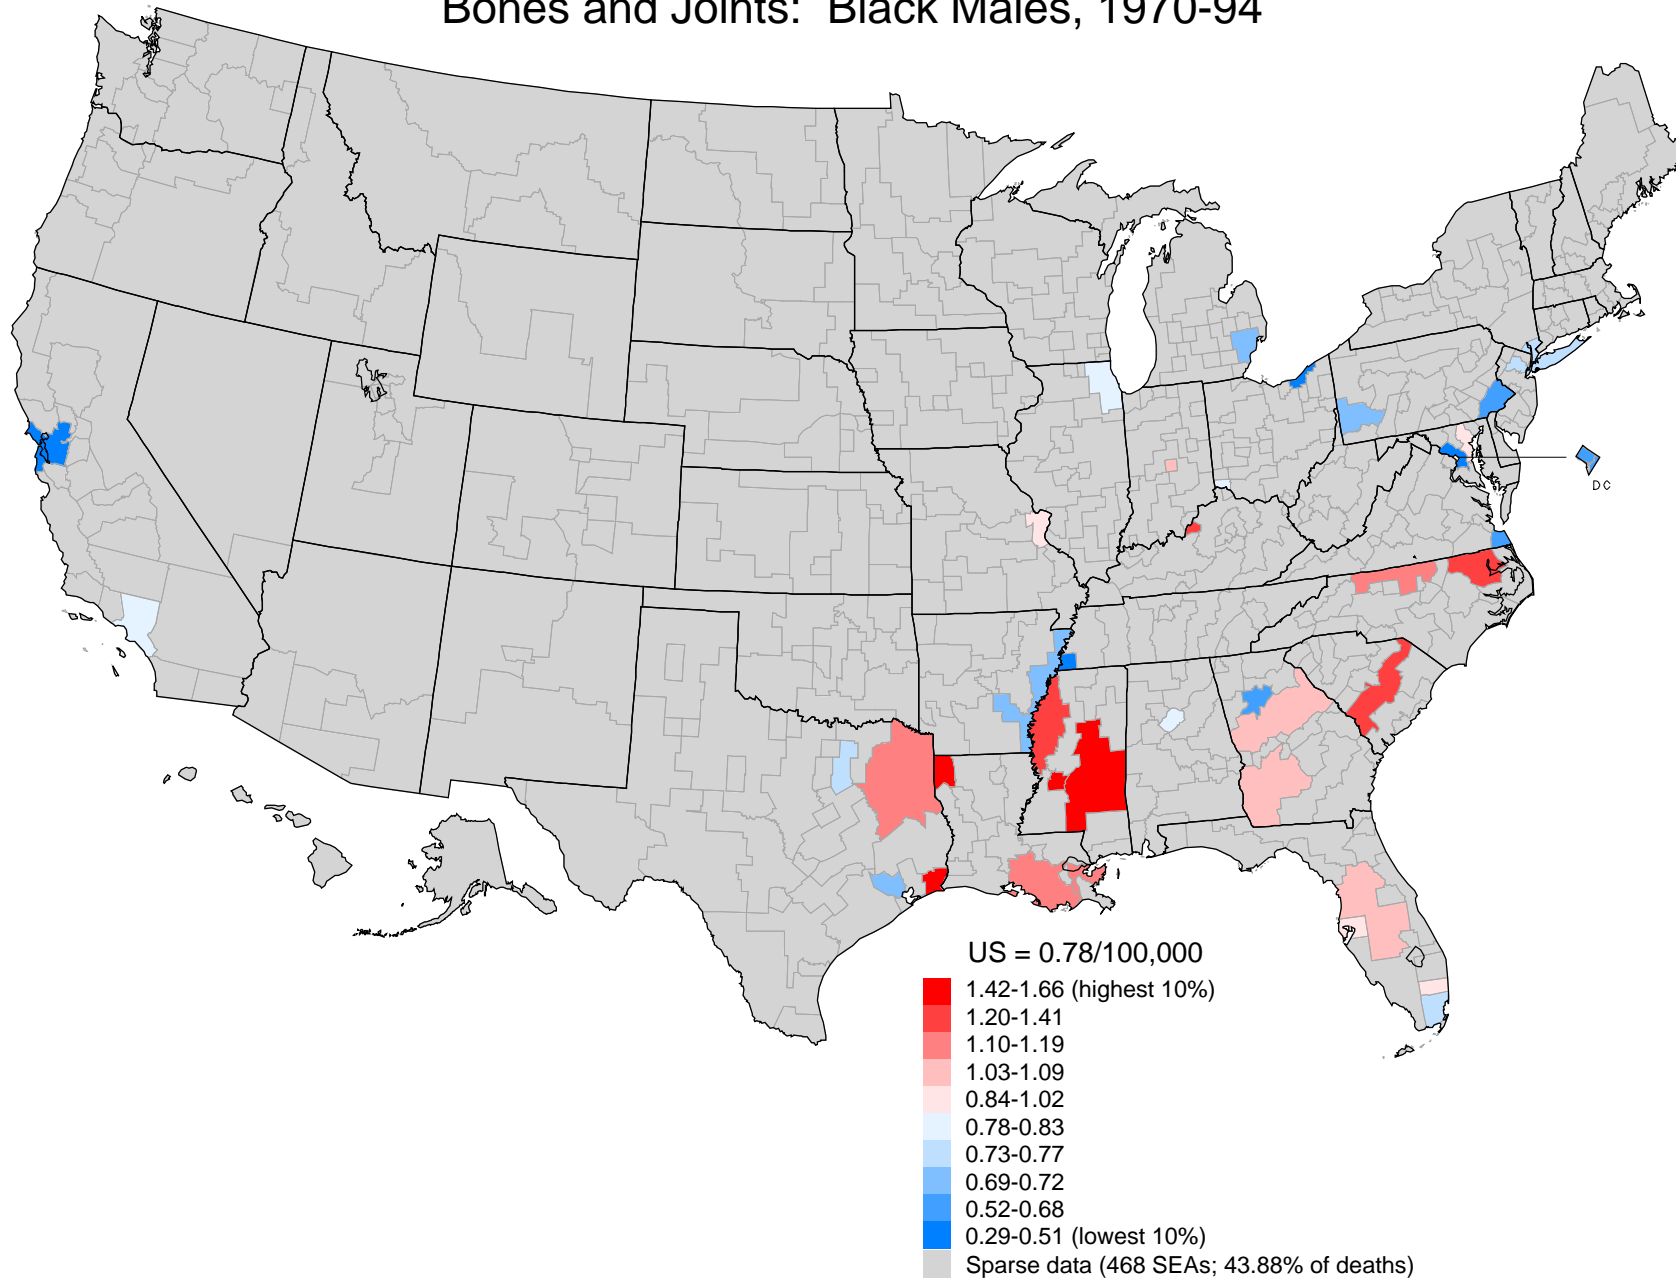 Bones and Joints: Black Males, 1970-94
DC
US = 0.78/100,000
1.42-1.66 (highest 10%)
1.20-1.41
1.10-1.19
1.03-1.09
0.84-1.02
0.78-0.83
0.73-0.77
0.69-0.72
0.52-0.68
0.29-0.51 (lowest 10%)
Sparse data (468 SEAs; 43.88% of deaths)